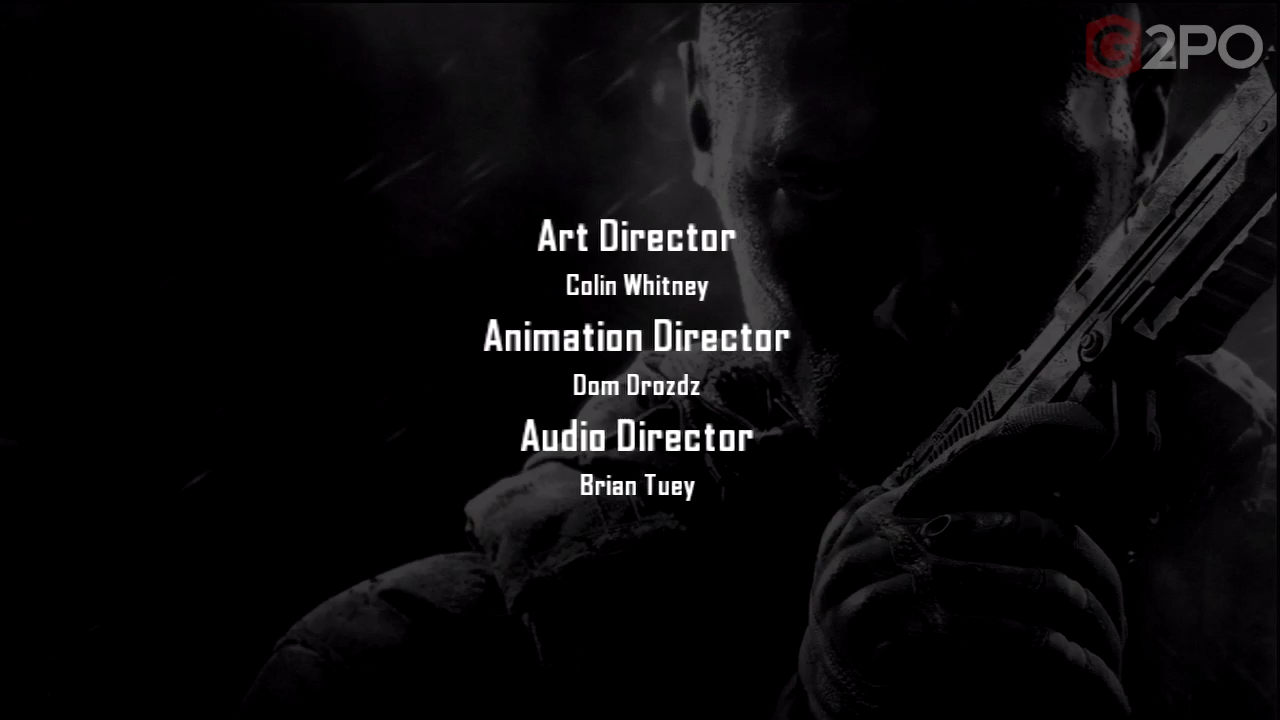 G2PO
Art Director
Colin Whitney
Animation Director
Dom Drozdz
Audio Director
Brian Tuey